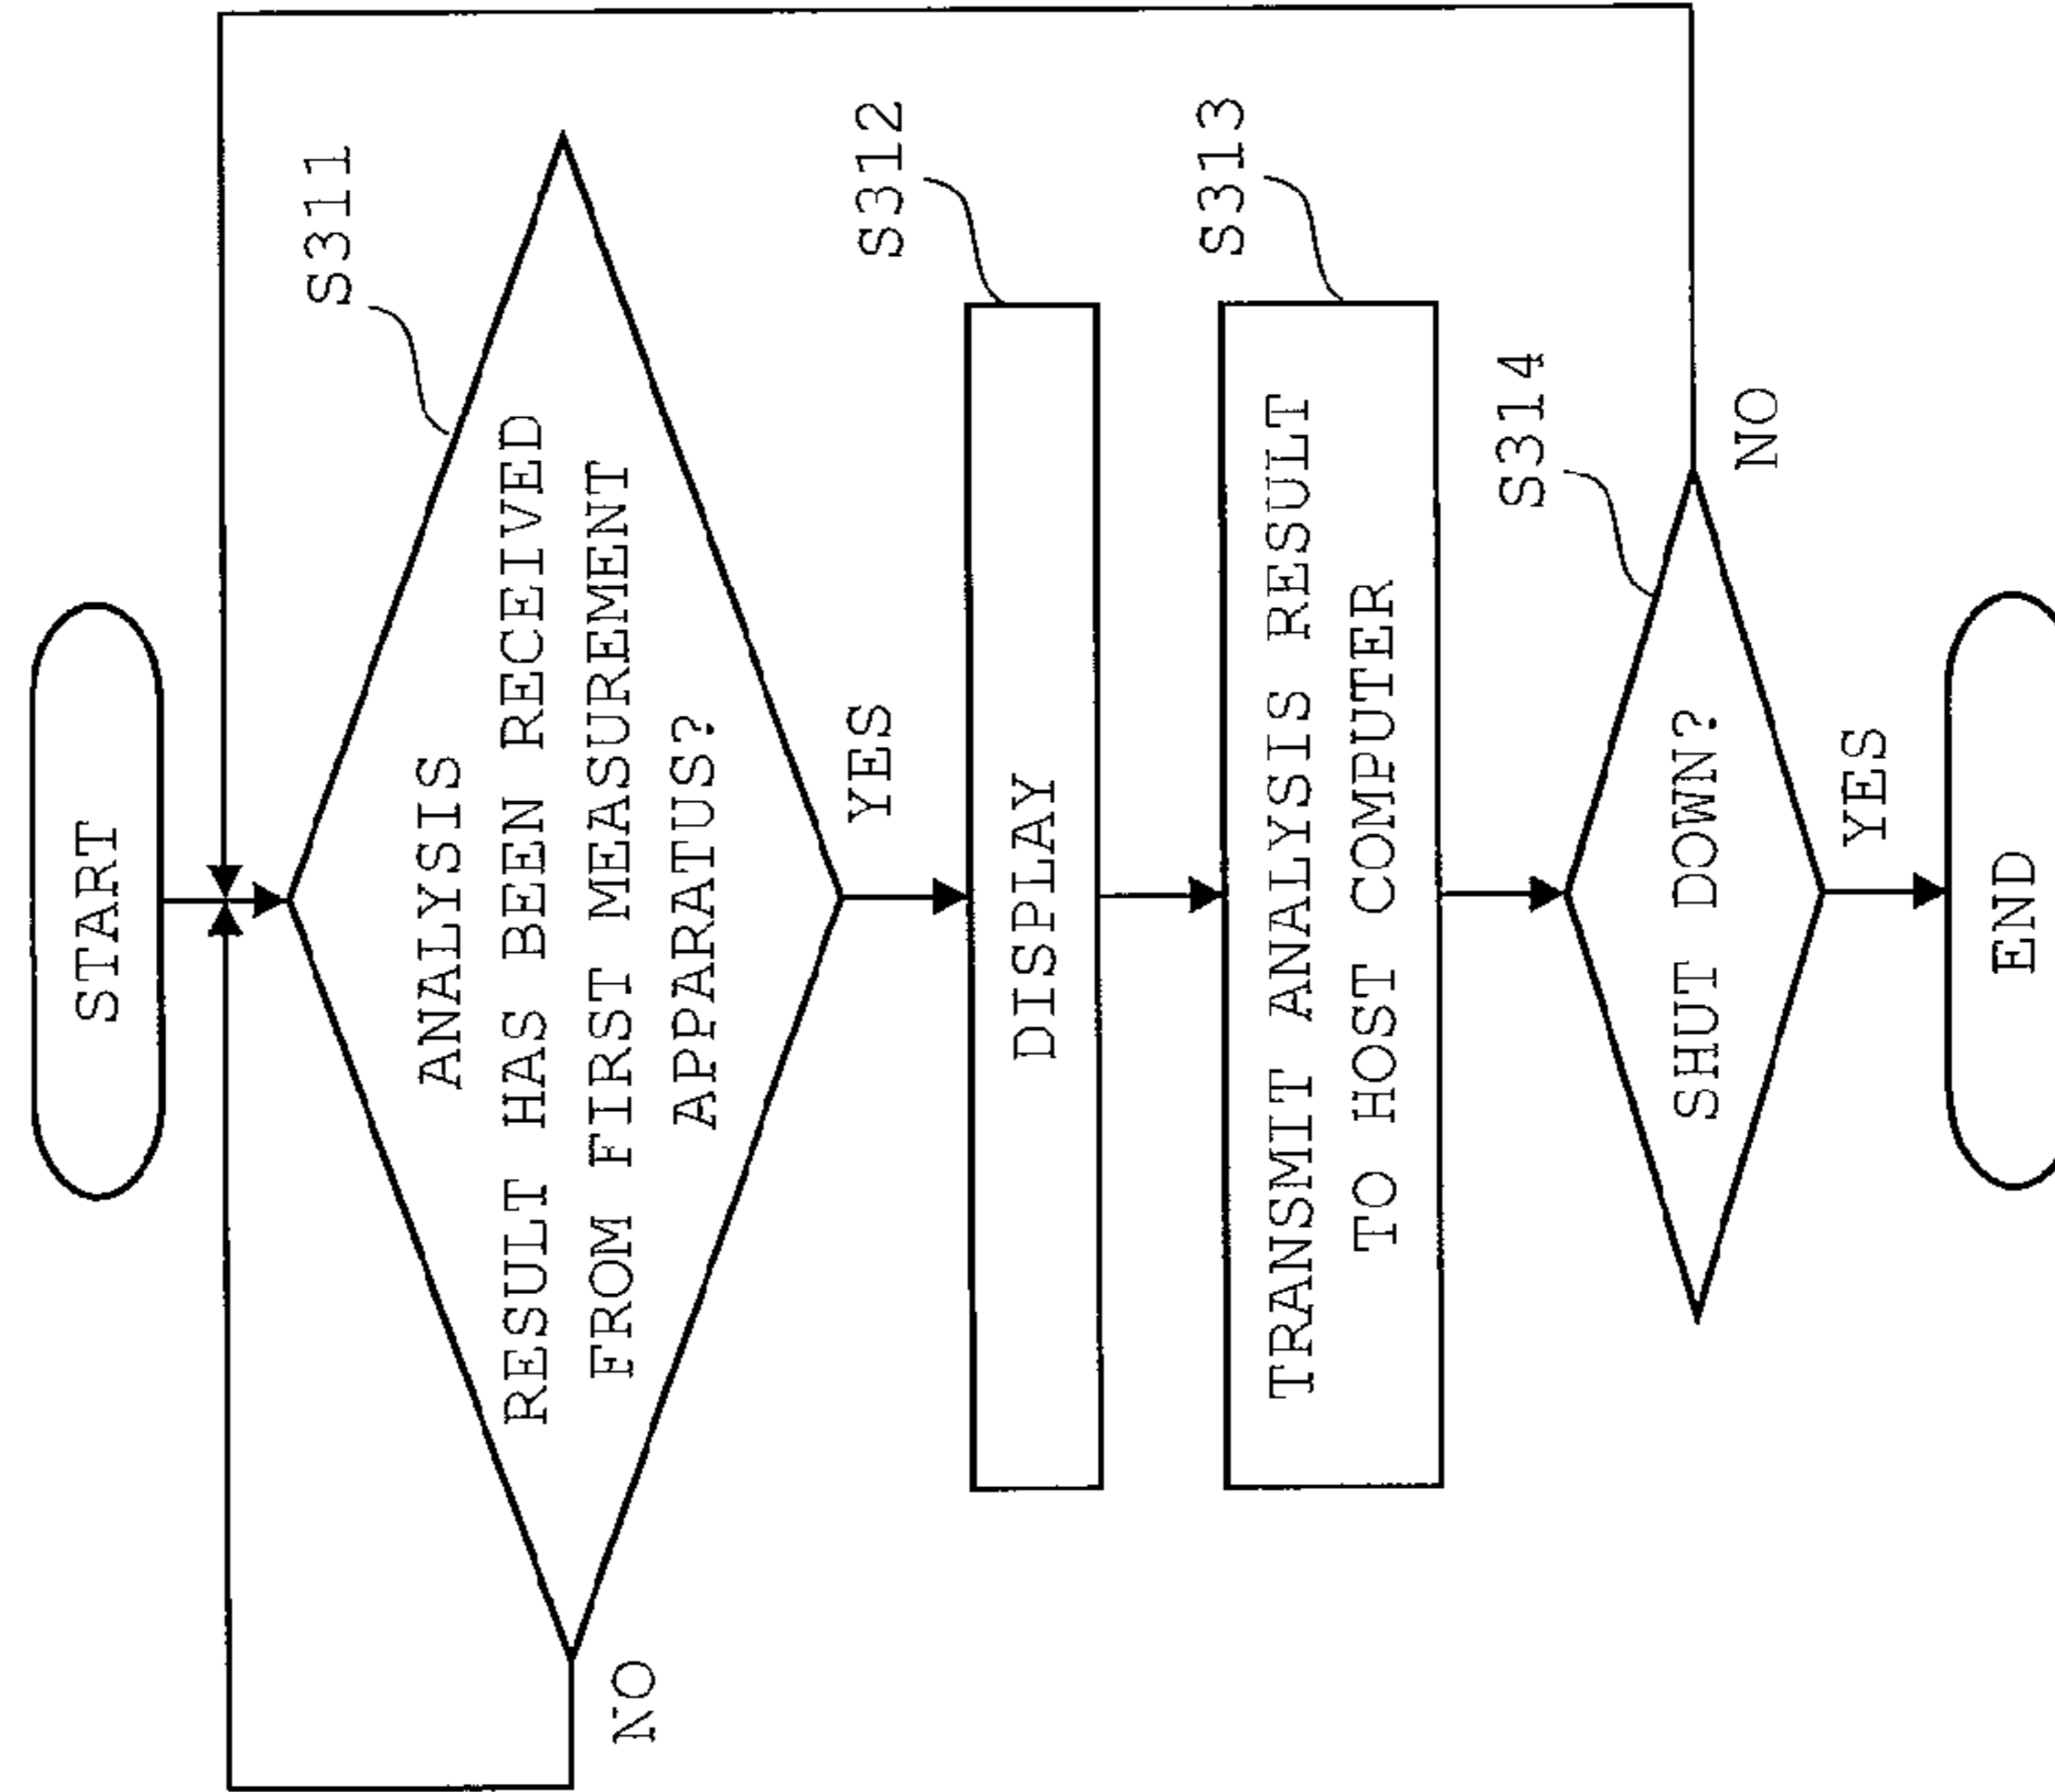 START
S311
ANALYSIS
RESULT HAS BEEN RECEIVED
FROM FIRST MEASUREMENT
APPARATUS?
NO
YES
S312
DISPLAY
S313
TRANSMIT ANALYSIS RESULT
TO HOST COMPUTER
S314
SHUT DOWN?
NO
YES
END